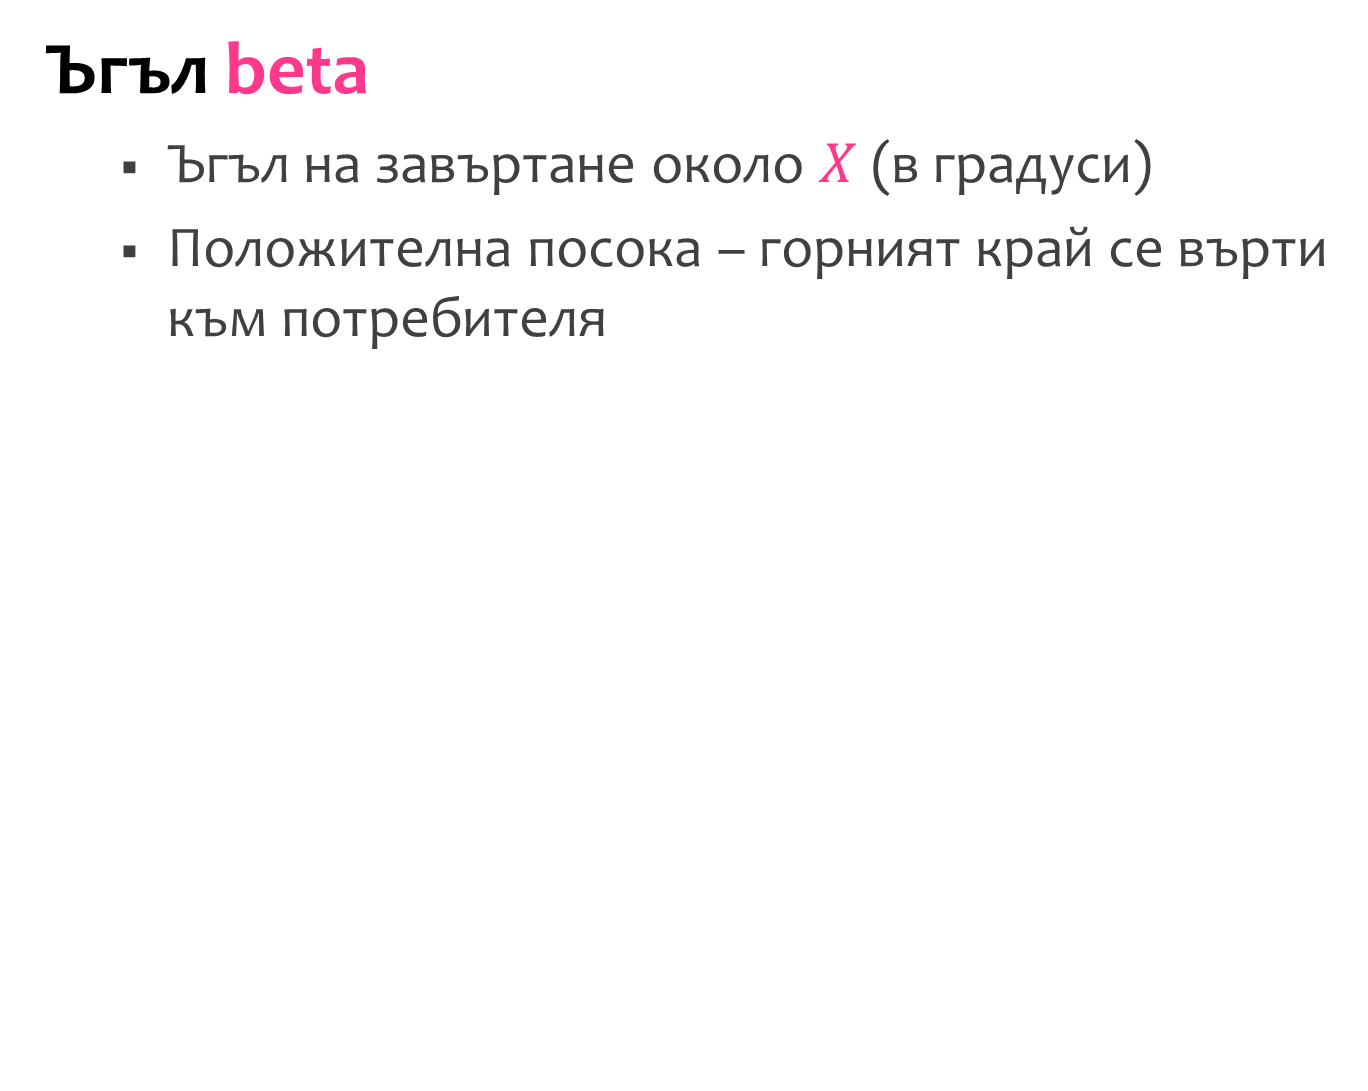 Ъгъл beta
▪ Ъгъл на завъртане около X (в градуси)
▪ Положителна посока – горният край се върти
към потребителя